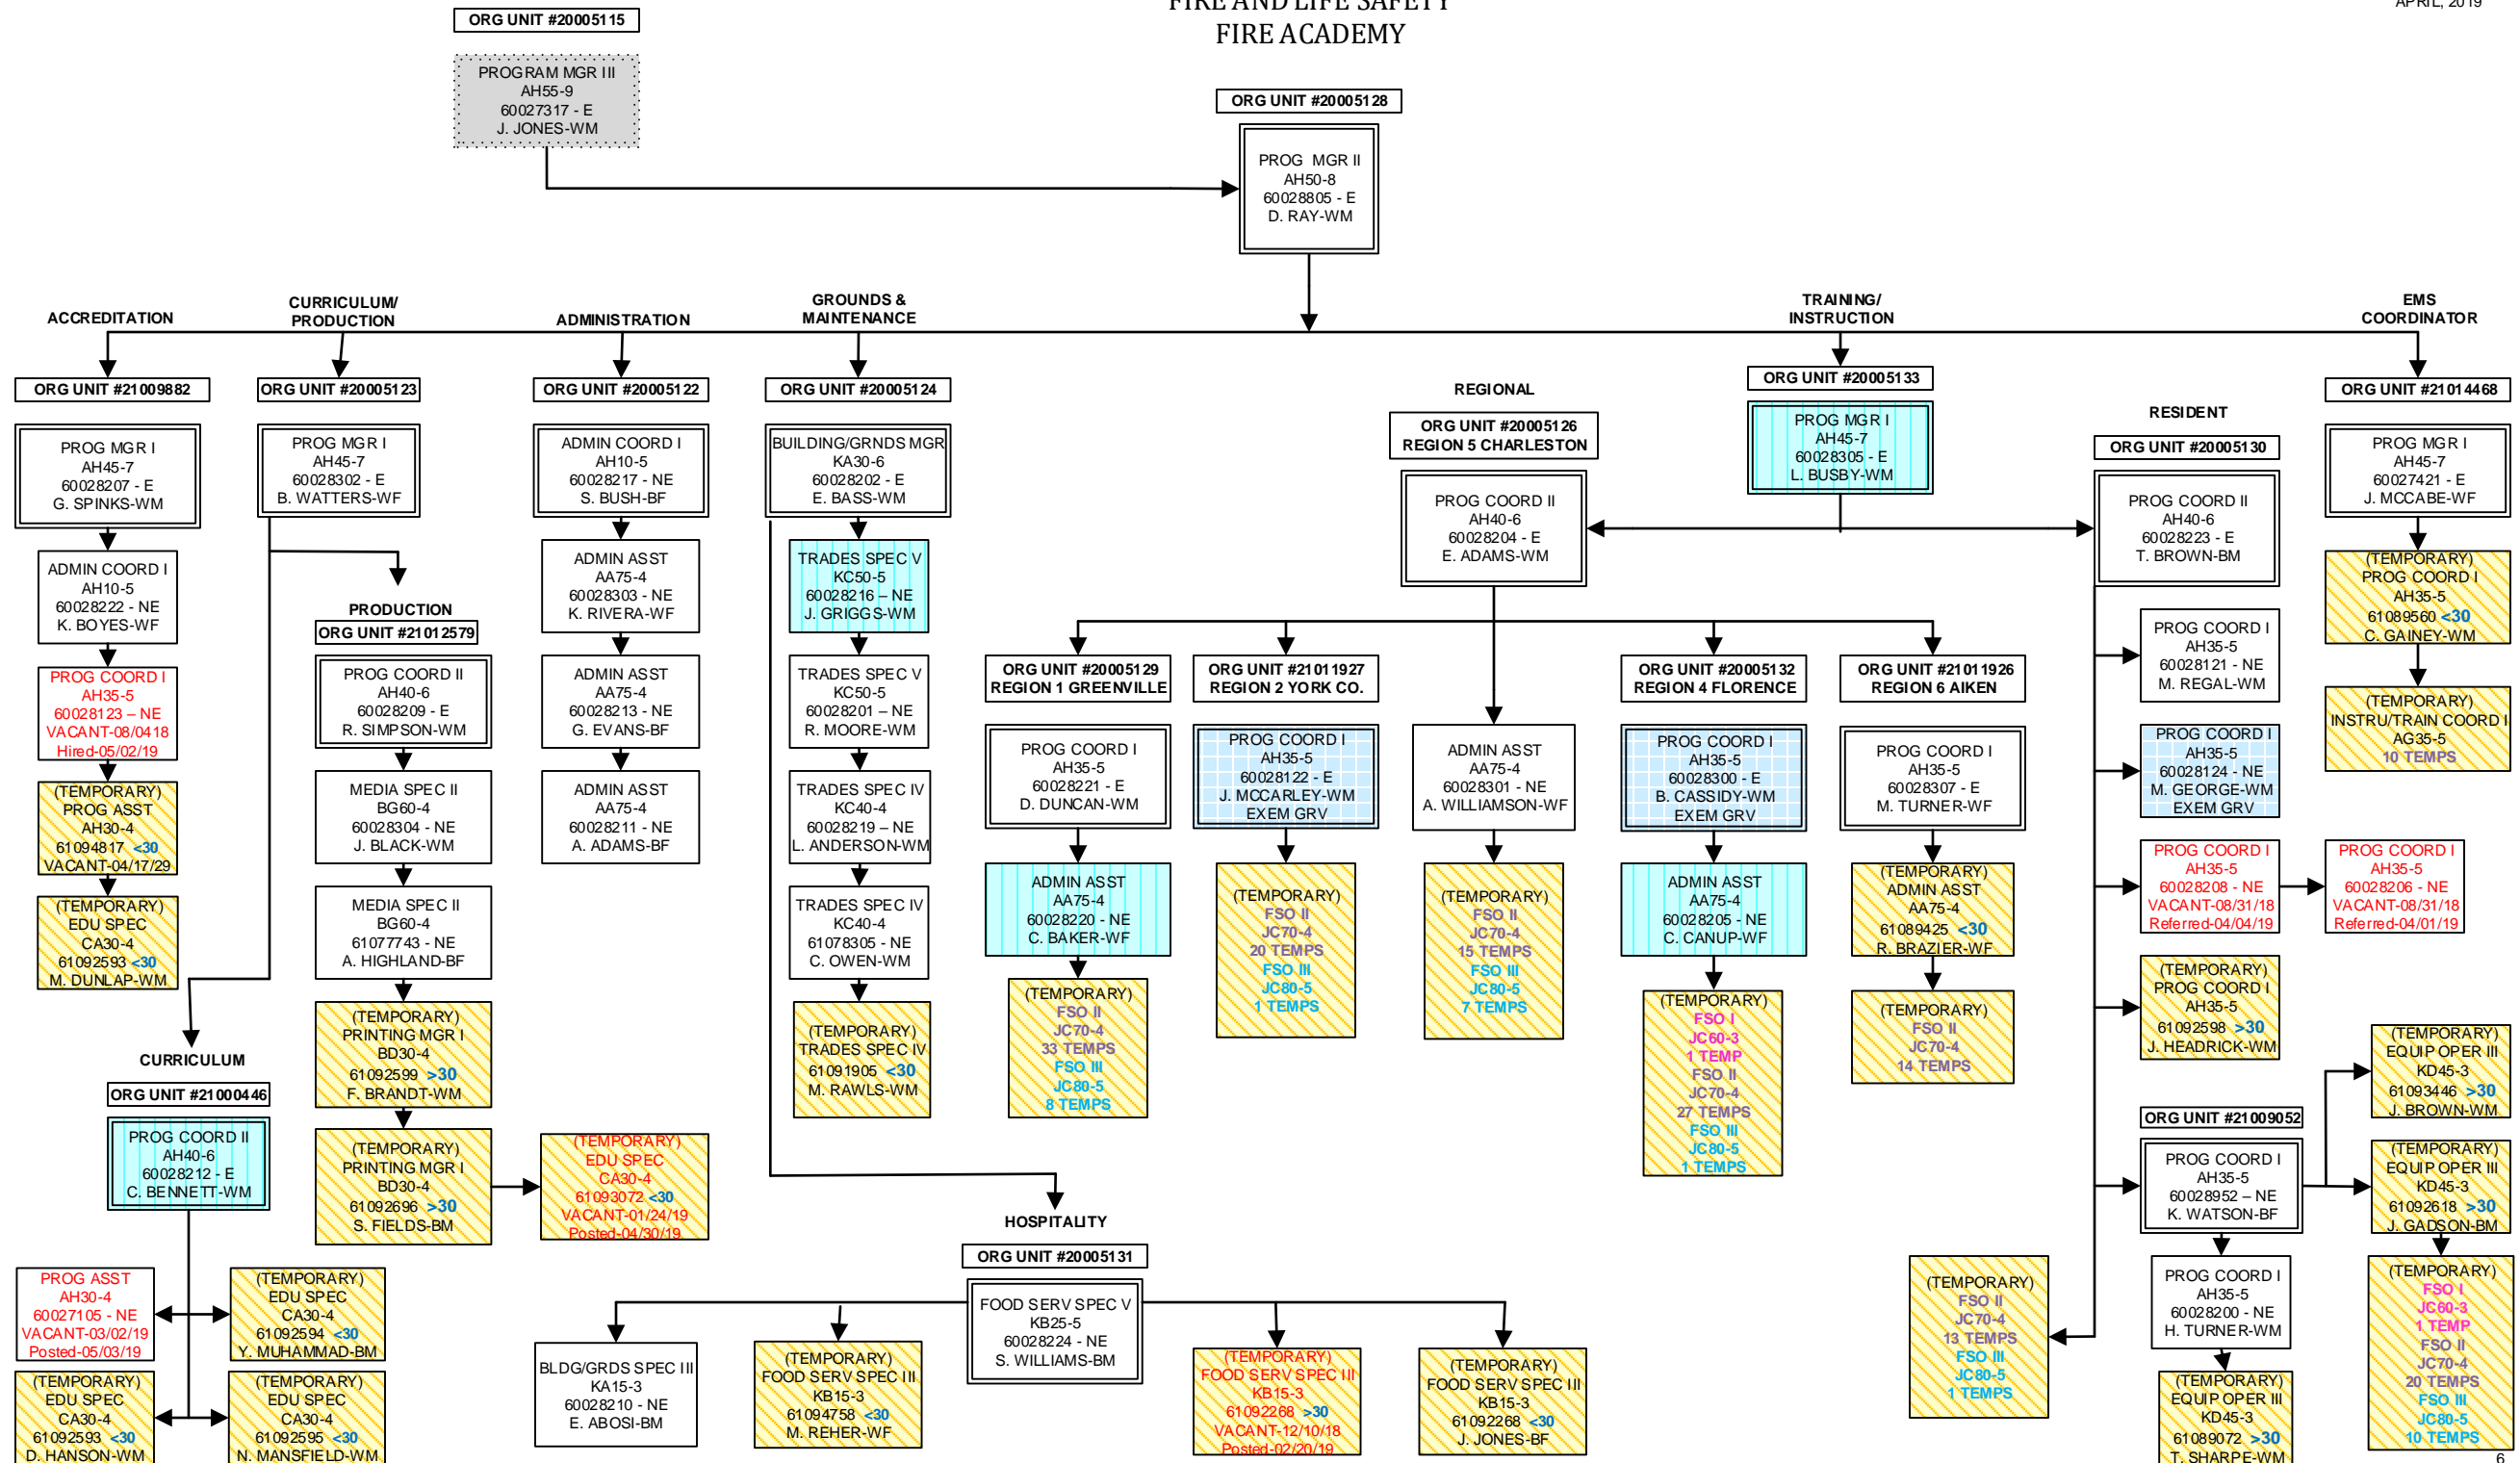 FIRE AND LIFE SAFETY
FIRE ACADEMY
APRIL, 2019
ORG UNIT #20005115
PROGRAM MGR III
AH55-9
60027317 - E
J. JONES-WM
ORG UNIT #20005128
PROG MGR II
AH50-8
60028805 - E
D. RAY-WM
ACCREDITATION
ORG UNIT #21009882
PROG MGR I
AH45-7
60028207 - E
G. SPINKS-WM
ADMIN COORD I
AH10-5
60028222 - NE
K. BOYES-WF
PROG COORD I
AH35-5
60028123 – NE
VACANT-08/0418
Hired-05/02/19
(TEMPORARY)
PROG ASST
AH30-4
61094817 <30
VACANT-04/17/29
(TEMPORARY)
EDU SPEC
CA30-4
61092593 <30
M. DUNLAP-WM
CURRICULUM/
PRODUCTION
ORG UNIT #20005123
PROG MGR I
AH45-7
60028302 - E
B. WATTERS-WF
PRODUCTION
ORG UNIT #21012579
PROG COORD II
AH40-6
60028209 - E
R. SIMPSON-WM
MEDIA SPEC II
BG60-4
60028304 - NE
J. BLACK-WM
MEDIA SPEC II
BG60-4
61077743 - NE
A. HIGHLAND-BF
(TEMPORARY)
PRINTING MGR I
BD30-4
61092599 >30
F. BRANDT-WM
(TEMPORARY)
PRINTING MGR I
BD30-4
61092696 >30
S. FIELDS-BM
(TEMPORARY)
EDU SPEC
CA30-4
61093072 <30
VACANT-01/24/19
Posted-04/30/19
CURRICULUM
ORG UNIT #21000446
PROG COORD II
AH40-6
60028212 - E
C. BENNETT-WM
PROG ASST
AH30-4
60027105 - NE
VACANT-03/02/19
Posted-05/03/19
(TEMPORARY)
EDU SPEC
CA30-4
61092594 <30
Y. MUHAMMAD-BM
(TEMPORARY)
EDU SPEC
CA30-4
61092593 <30
D. HANSON-WM
(TEMPORARY)
EDU SPEC
CA30-4
61092595 <30
N. MANSFIELD-WM
ADMINISTRATION
ORG UNIT #20005122
ADMIN COORD I
AH10-5
60028217 - NE
S. BUSH-BF
ADMIN ASST
AA75-4
60028303 - NE
K. RIVERA-WF
ADMIN ASST
AA75-4
60028213 - NE
G. EVANS-BF
ADMIN ASST
AA75-4
60028211 - NE
A. ADAMS-BF
GROUNDS &
MAINTENANCE
ORG UNIT #20005124
BUILDING/GRNDS MGR
KA30-6
60028202 - E
E. BASS-WM
TRADES SPEC V
KC50-5
60028216 – NE
J. GRIGGS-WM
TRADES SPEC V
KC50-5
60028201 – NE
R. MOORE-WM
TRADES SPEC IV
KC40-4
60028219 – NE
L. ANDERSON-WM
TRADES SPEC IV
KC40-4
61078305 - NE
C. OWEN-WM
(TEMPORARY)
TRADES SPEC IV
61091905 <30
M. RAWLS-WM
HOSPITALITY
ORG UNIT #20005131
FOOD SERV SPEC V
KB25-5
60028224 - NE
S. WILLIAMS-BM
BLDG/GRDS SPEC III
KA15-3
60028210 - NE
E. ABOSI-BM
(TEMPORARY)
FOOD SERV SPEC III
KB15-3
61094758 <30
M. REHER-WF
(TEMPORARY)
FOOD SERV SPEC III
KB15-3
61092268 >30
VACANT-12/10/18
Posted-02/20/19
(TEMPORARY)
FOOD SERV SPEC III
KB15-3
61092268 <30
J. JONES-BF
TRAINING/
INSTRUCTION
ORG UNIT #20005133
PROG MGR I
AH45-7
60028305 - E
L. BUSBY-WM
REGIONAL
ORG UNIT #20005126
REGION 5 CHARLESTON
PROG COORD II
AH40-6
60028204 - E
E. ADAMS-WM
ORG UNIT #20005129
REGION 1 GREENVILLE
PROG COORD I
AH35-5
60028221 - E
D. DUNCAN-WM
ADMIN ASST
AA75-4
60028220 - NE
C. BAKER-WF
(TEMPORARY)
FSO II
JC70-4
33 TEMPS
FSO III
JC80-5
8 TEMPS
ORG UNIT #21011927
REGION 2 YORK CO.
PROG COORD I
AH35-5
60028122 - E
J. MCCARLEY-WM
EXEM GRV
(TEMPORARY)
FSO II
JC70-4
20 TEMPS
FSO III
JC80-5
1 TEMPS
ADMIN ASST
AA75-4
60028301 - NE
A. WILLIAMSON-WF
(TEMPORARY)
FSO II
JC70-4
15 TEMPS
FSO III
JC80-5
7 TEMPS
ORG UNIT #20005132
REGION 4 FLORENCE
PROG COORD I
AH35-5
60028300 - E
B. CASSIDY-WM
EXEM GRV
ADMIN ASST
AA75-4
60028205 - NE
C. CANUP-WF
(TEMPORARY)
FSO I
JC60-3
1 TEMP
FSO II
JC70-4
27 TEMPS
FSO III
JC80-5
1 TEMPS
ORG UNIT #21011926
REGION 6 AIKEN
PROG COORD I
AH35-5
60028307 - E
M. TURNER-WF
(TEMPORARY)
ADMIN ASST
AA75-4
61089425 <30
R. BRAZIER-WF
(TEMPORARY)
FSO II
JC70-4
14 TEMPS
RESIDENT
ORG UNIT #20005130
PROG COORD II
AH40-6
60028223 - E
T. BROWN-BM
PROG COORD I
AH35-5
60028121 - NE
M. REGAL-WM
PROG COORD I
AH35-5
60028124 - NE
M. GEORGE-WM
EXEM GRV
PROG COORD I
AH35-5
60028208 - NE
VACANT-08/31/18
Referred-04/04/19
PROG COORD I
AH35-5
60028206 - NE
VACANT-08/31/18
Referred-04/01/19
(TEMPORARY)
PROG COORD I
AH35-5
61092598 >30
J. HEADRICK-WM
ORG UNIT #21009052
PROG COORD I
AH35-5
60028952 – NE
K. WATSON-BF
(TEMPORARY)
EQUIP OPER III
KD45-3
61093446 >30
J. BROWN-WM
(TEMPORARY)
EQUIP OPER III
KD45-3
61092618 >30
J. GADSON-BM
(TEMPORARY)
FSO I
JC60-3
1 TEMP
FSO II
JC70-4
20 TEMPS
FSO III
JC80-5
10 TEMPS
PROG COORD I
AH35-5
60028200 - NE
H. TURNER-WM
(TEMPORARY)
EQUIP OPER III
KD45-3
61089072 >30
T. SHARPE-WM
(TEMPORARY)
FSO II
JC70-4
13 TEMPS
FSO III
JC80-5
1 TEMPS
EMS
COORDINATOR
ORG UNIT #21014468
PROG MGR I
AH45-7
60027421 - E
J. MCCABE-WF
(TEMPORARY)
PROG COORD I
AH35-5
61089560 <30
C. GAINEY-WM
(TEMPORARY)
INSTRU/TRAIN COORD I
AG35-5
10 TEMPS
6